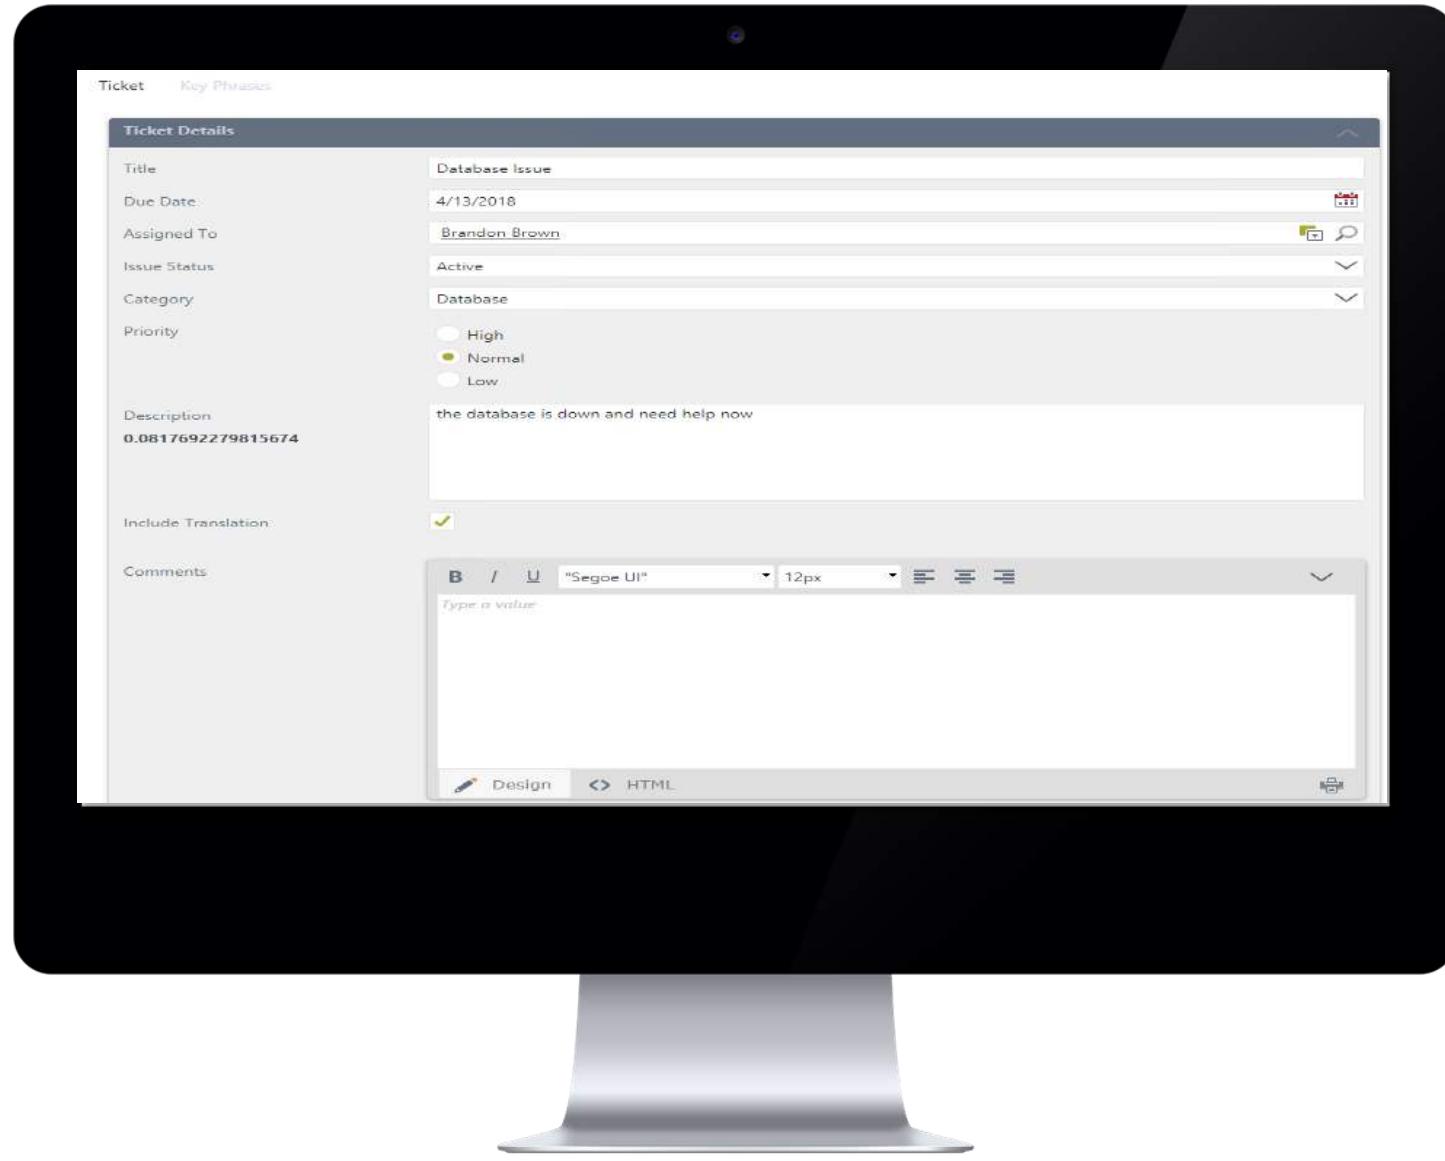 Ticket Key Phrases
Ticket Details
Title Database Issue
Due Date 4/13/2018
Assigned To Brandon Brown
Issue Status Active
Category Database
Priority High
Normal
Low
Description the database is down and need help now
0.0817692279815674
Include Translation
Comments B I U "Segoe UI" 12px
Type a value
Design <> HTML